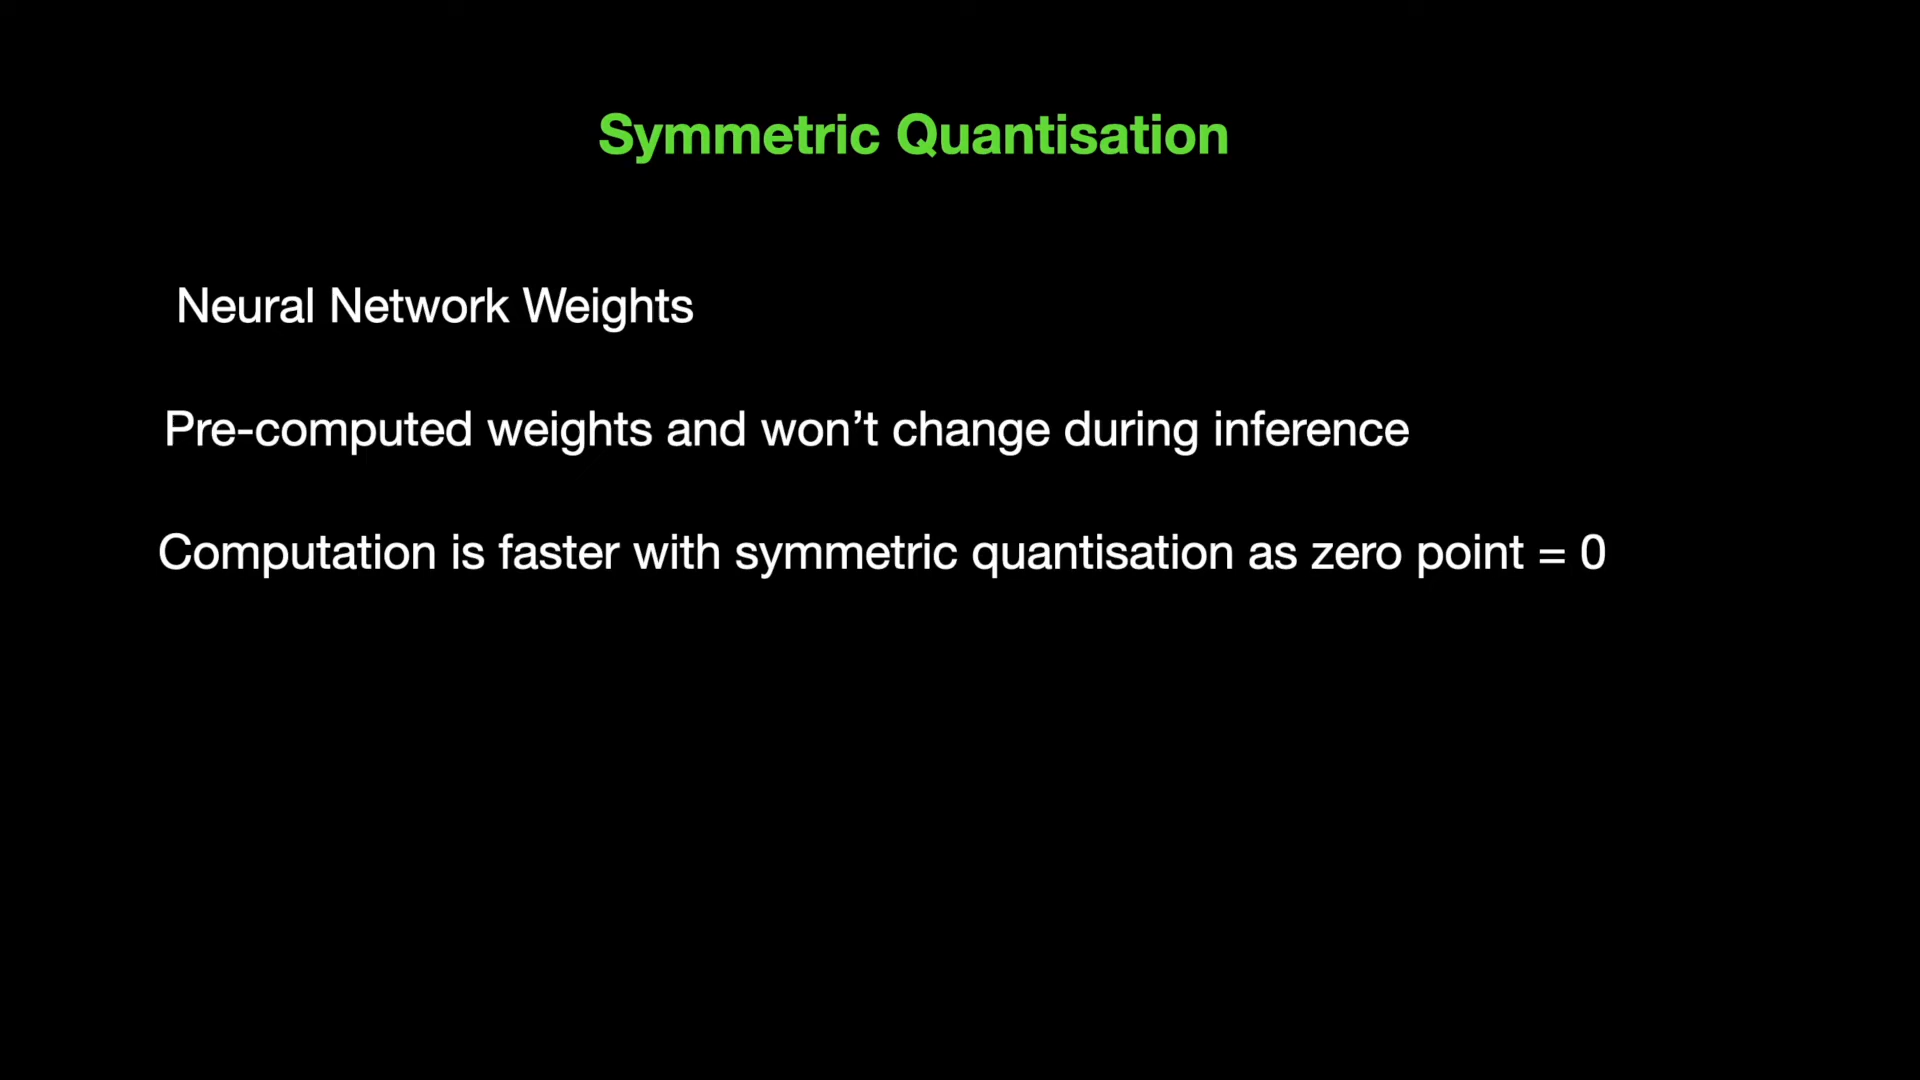 Symmetric Quantisation
Neural Network Weights
Pre-computed weights and won’t change during inference
Computation is faster with symmetric quantisation as zero point = 0